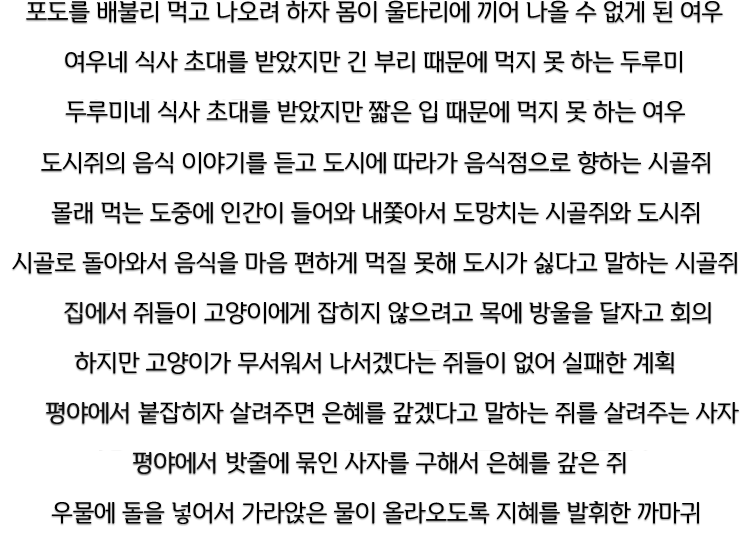 포도를 배불리 먹고 나오려 하자 몸이 울타리에 끼어 나올 수 없게 된 여우
여우네 식사 초대를 받았지만 긴 부리 때문에 먹지 못 하는 두루미
두루미네 식사 초대를 받았지만 짧은 입 때문에 먹지 못 하는 여우
도시쥐의 음식 이야기를 듣고 도시에 따라가 음식점으로 향하는 시골쥐
몰래 먹는 도중에 인간이 들어와 내쫓아서 도망치는 시골쥐와 도시쥐
시골로 돌아와서 음식을 마음 편하게 먹질 못해 도시가 싫다고 말하는 시골쥐
집에서 쥐들이 고양이에게 잡히지 않으려고 목에 방울을 달자고 회의
하지만 고양이가 무서워서 나서겠다는 쥐들이 없어 실패한 계획
평야에서 붙잡히자 살려주면 은혜를 갚겠다고 말하는 쥐를 살려주는 사자
평야에서 밧줄에 묶인 사자를 구해서 은혜를 갚은 쥐
우물에 돌을 넣어서 가라앉은 물이 올라오도록 지혜를 발휘한 까마귀